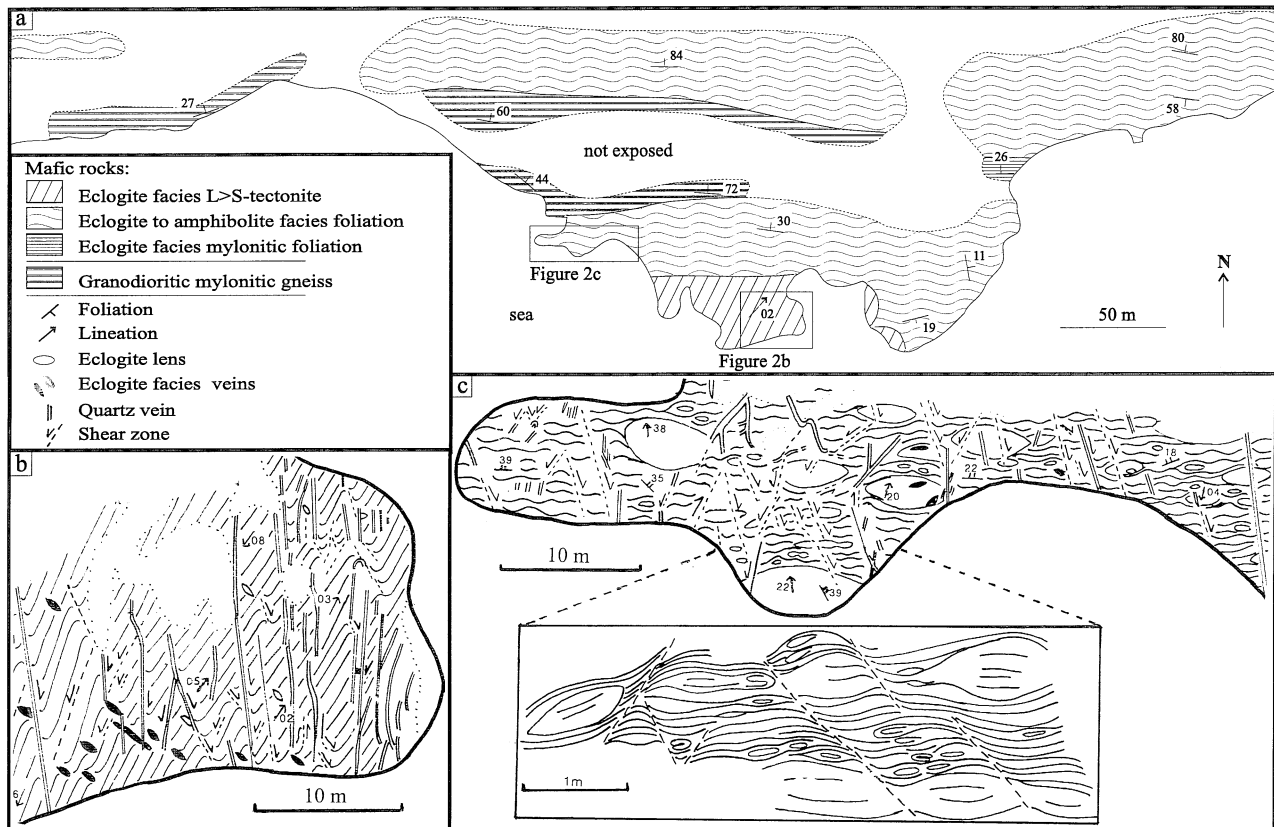 a
80
84
58
27
60
not exposed
26
44
72
30
Figure 2c
11
N
sea
02
19
50 m
Figure 2b
Mafic rocks:
Eclogite facies L>S-tectonite
Eclogite to amphibolite facies foliation
Eclogite facies mylonitic foliation
Granodioritic mylonitic gneiss
Foliation
Lineation
Eclogite lens
Eclogite facies veins
Quartz vein
Shear zone
b
08
03
05
02
6
10 m
c
38
39
35
22
18
20
04
10 m
22
39
1m